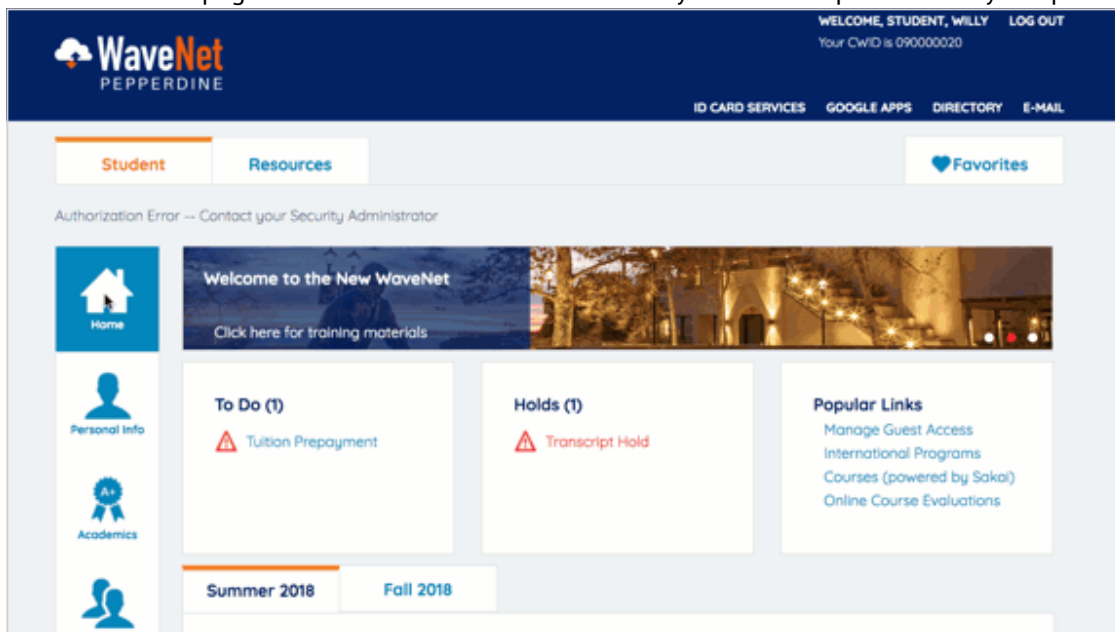 WELCOME, STUDENT, WILLY LOG OUT
Your CWID is 090000020
WaveNet
PEPPERDINE
ID CARD SERVICES GOOGLE APPS DIRECTORY E-MAIL
Student Resources Favorites
Authorization Error -- Contact your Security Administrator
Welcome to the New WaveNet
Click here for training materials
Home
To Do (1)
Tuition Prepayment
Holds (1)
Transcript Hold
Popular Links
Manage Guest Access
International Programs
Courses (powered by Sakai)
Online Course Evaluations
Personal Info
A+
Academics
Summer 2018 Fall 2018